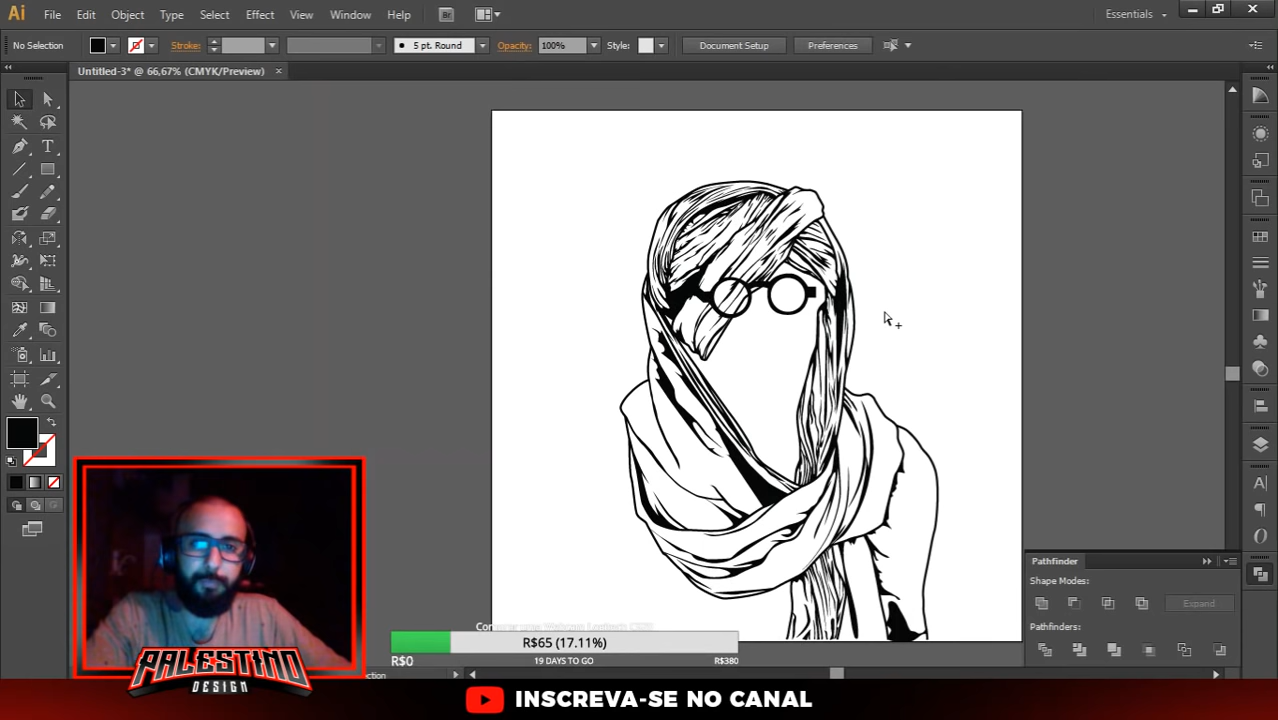 Ai File Edit Object Type Select Effect View Window Help Br Essentials
No Selection Stroke: 5 pt. Round Opacity: 100% Style: Document Setup Preferences
Untitled-3* @ 66,67% (CMYK/Preview)
Pathfinder
Shape Modes:
Expand
Pathfinders:
R$65 (17.11%)
R$0 19 DAYS TO GO R$380
PALESTINO
DESIGN
INSCREVA-SE NO CANAL